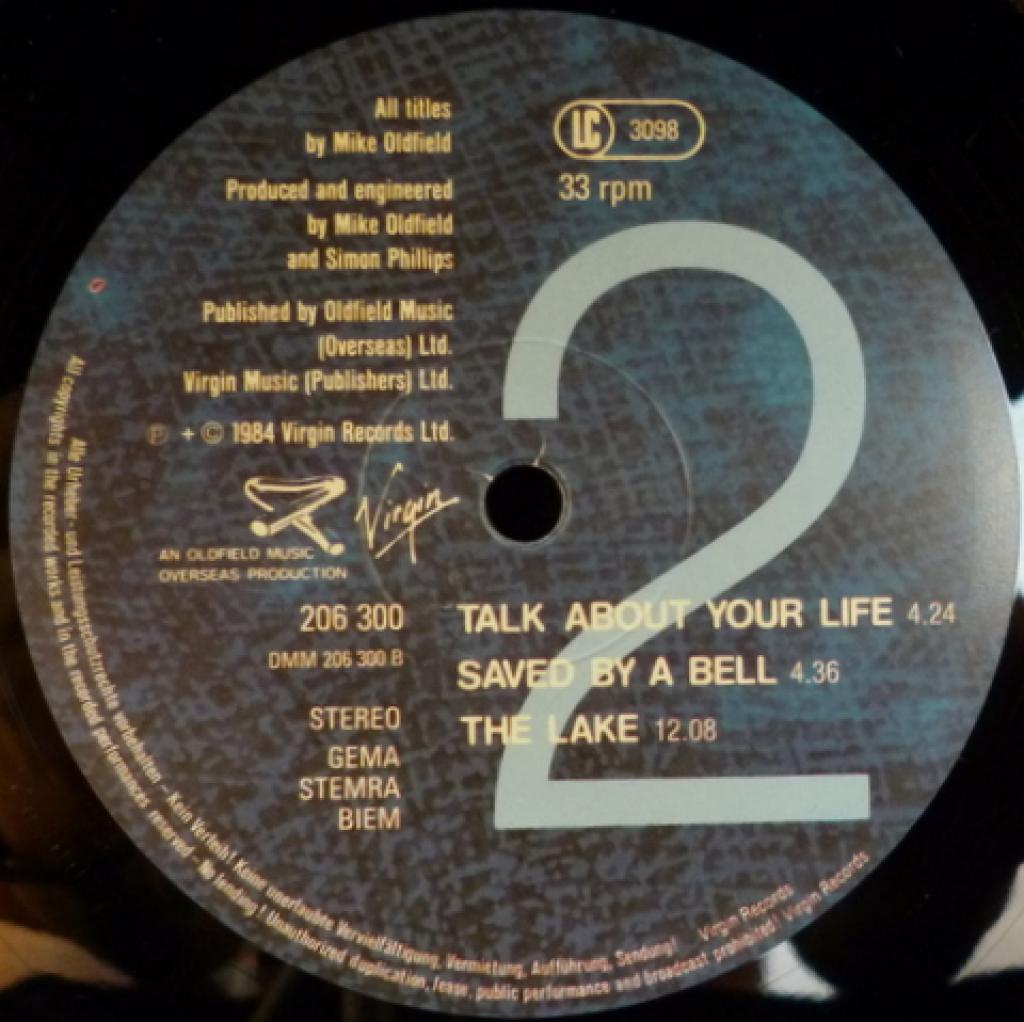 All titles
by Mike Oldfield
Produced and engineered
by Mike Oldfield
and Simon Phillips
Published by Oldfield Music
(Overseas) Ltd.
Virgin Music (Publishers) Ltd.
℗ + © 1984 Virgin Records Ltd.
LC 3098
33 rpm
2
Virgin
AN OLDFIELD MUSIC
OVERSEAS PRODUCTION
206 300
DMM 206 300 B
STEREO
GEMA
STEMRA
BIEM
TALK ABOUT YOUR LIFE 4.24
SAVED BY A BELL 4.36
THE LAKE 12.08
Alle Urheber- und Leistungsschutzrechte vorbehalten - Kein Verleih! Keine unerlaubte Vervielfältigung, Vermietung, Aufführung, Sendung! Virgin Records
All copyrights in the recorded works and in the recorded performances reserved - No lending! Unauthorized duplication, lease, public performance and broadcast prohibited! Virgin Records